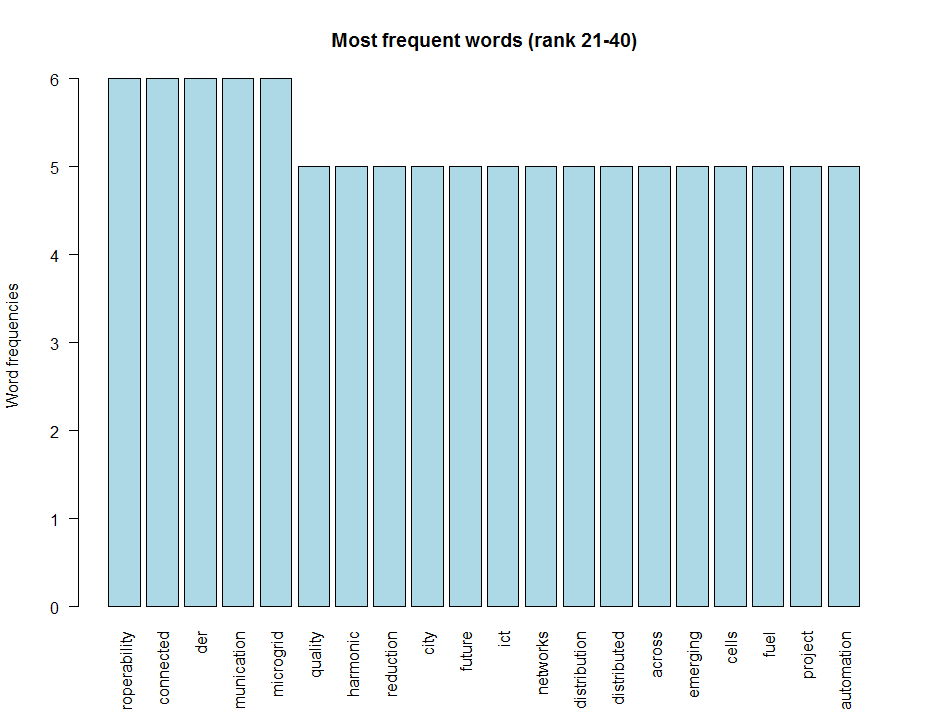 Most frequent words (rank 21-40)
Word frequencies
6
5
4
3
2
1
0
roperability
connected
der
munication
microgrid
quality
harmonic
reduction
city
future
ict
networks
distribution
distributed
across
emerging
cells
fuel
project
automation